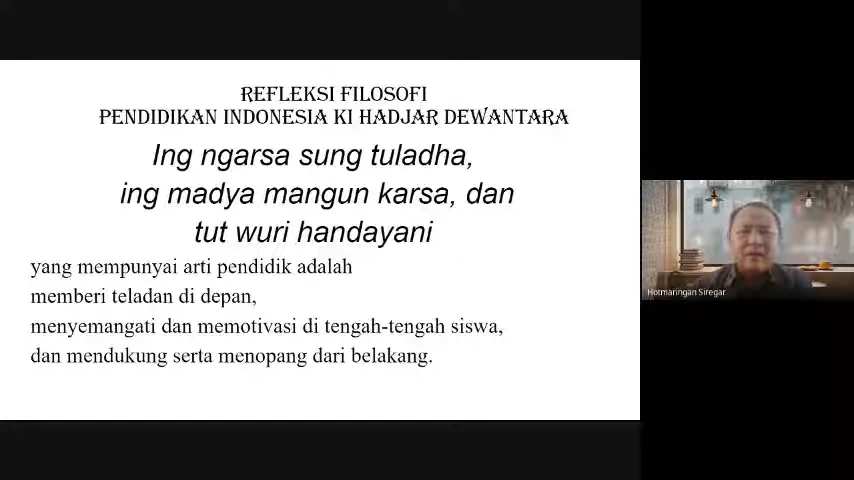 REFLEKSI FILOSOFI
PENDIDIKAN INDONESIA KI HADJAR DEWANTARA
Ing ngarsa sung tuladha,
ing madya mangun karsa, dan
tut wuri handayani
yang mempunyai arti pendidik adalah
memberi teladan di depan,
menyemangati dan memotivasi di tengah-tengah siswa,
dan mendukung serta menopang dari belakang.
Hotmaringan Siregar